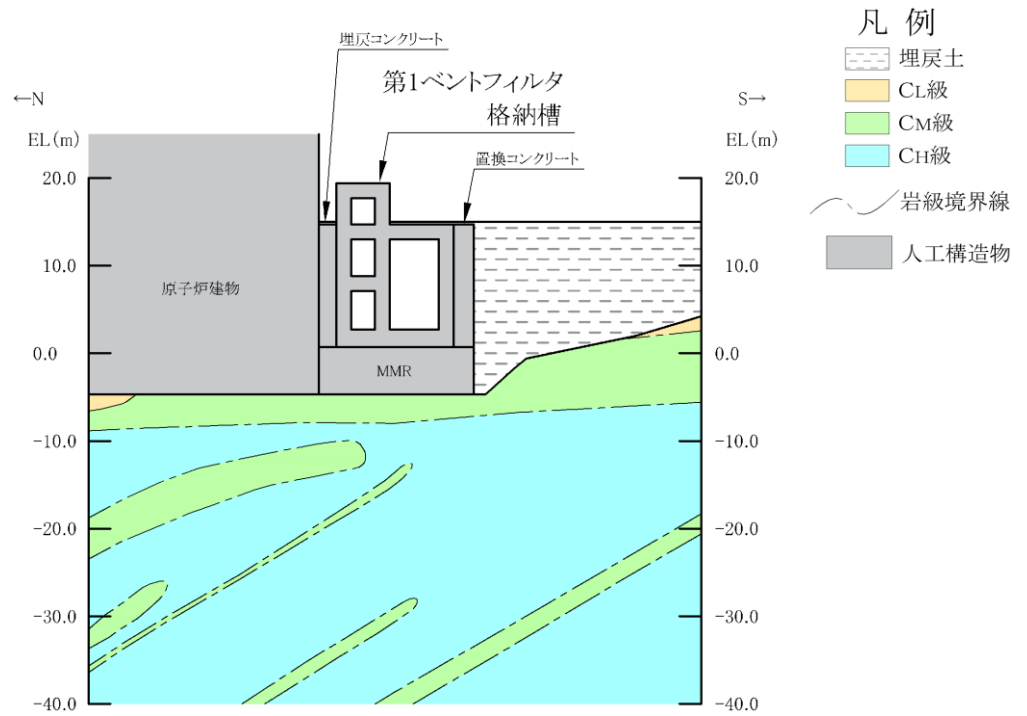 凡 例
埋戻土
CL級
CM級
CH級
岩級境界線
人工構造物
埋戻コンクリート
第1ベントフィルタ
格納槽
置換コンクリート
←N
S→
EL(m)
EL(m)
20.0
20.0
10.0
10.0
原子炉建物
0.0
0.0
MMR
-10.0
-10.0
-20.0
-20.0
-30.0
-30.0
-40.0
-40.0